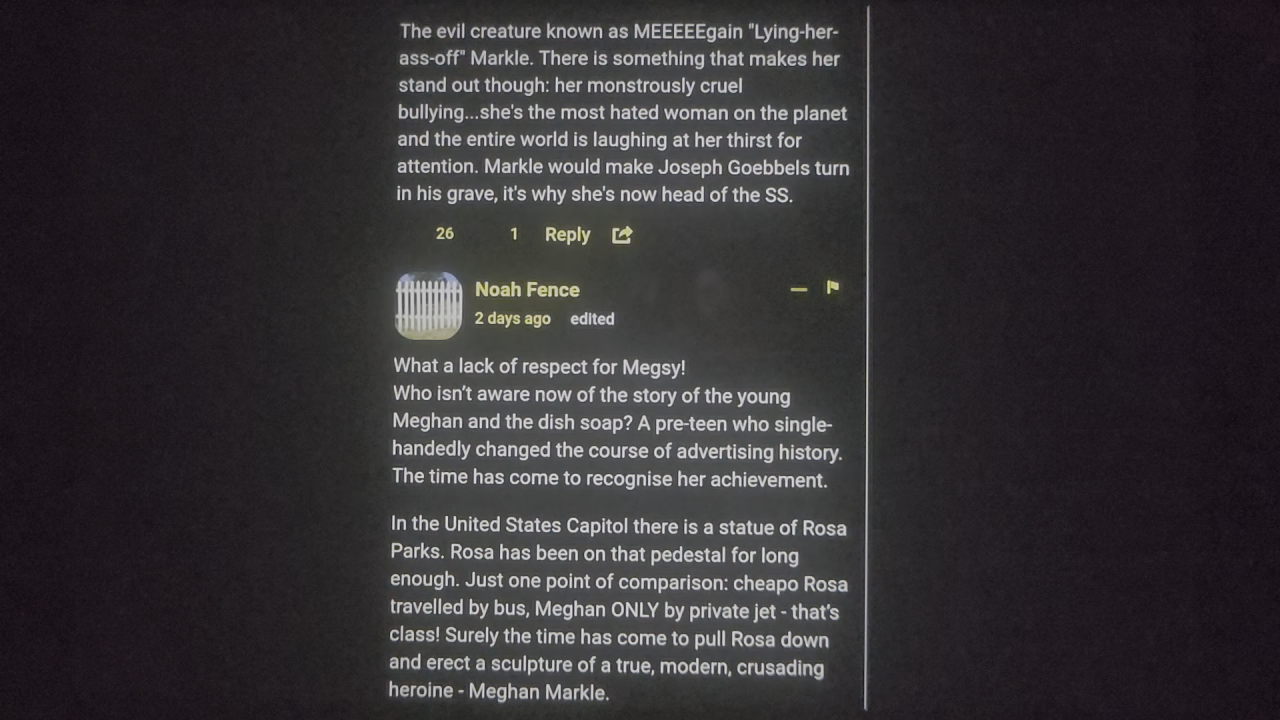 The evil creature known as MEEEEEgain "Lying-her-
ass-off" Markle. There is something that makes her
stand out though: her monstrously cruel
bullying...she's the most hated woman on the planet
and the entire world is laughing at her thirst for
attention. Markle would make Joseph Goebbels turn
in his grave, it's why she's now head of the SS.
26 1 Reply
Noah Fence
2 days ago edited
What a lack of respect for Megsy!
Who isn’t aware now of the story of the young
Meghan and the dish soap? A pre-teen who single-
handedly changed the course of advertising history.
The time has come to recognise her achievement.
In the United States Capitol there is a statue of Rosa
Parks. Rosa has been on that pedestal for long
enough. Just one point of comparison: cheapo Rosa
travelled by bus, Meghan ONLY by private jet - that’s
class! Surely the time has come to pull Rosa down
and erect a sculpture of a true, modern, crusading
heroine - Meghan Markle.